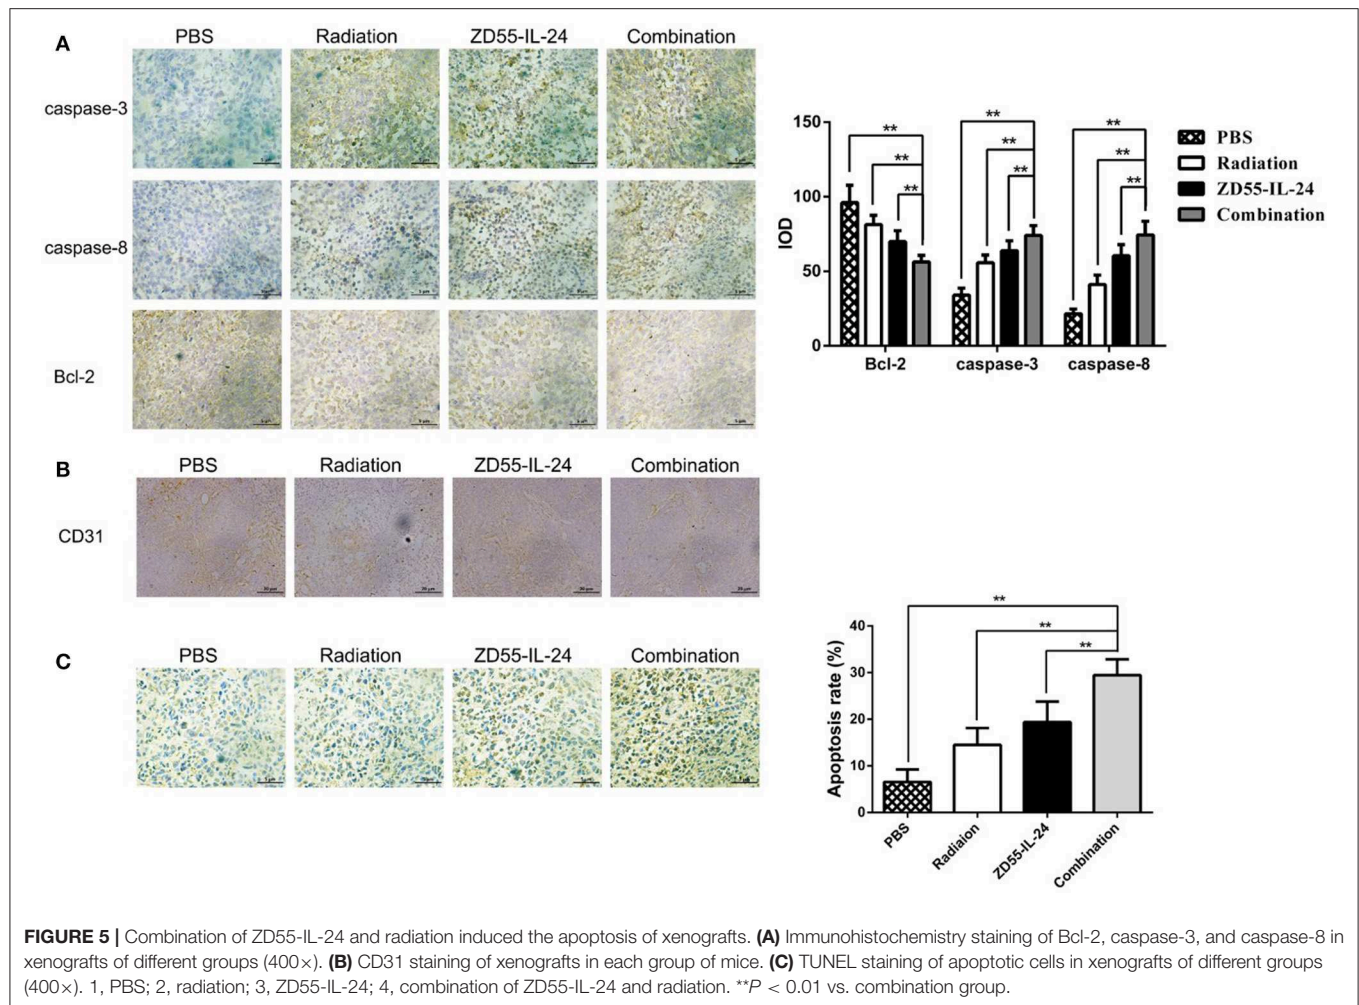 A
PBS
Radiation
ZD55-IL-24
Combination
caspase-3
caspase-8
Bcl-2
150
100
50
0
IOD
**
**
**
**
**
**
**
**
**
Bcl-2
caspase-3
caspase-8
PBS
Radiation
ZD55-IL-24
Combination
B
PBS
Radiation
ZD55-IL-24
Combination
CD31
C
PBS
Radiation
ZD55-IL-24
Combination
40
30
20
10
0
Apoptosis rate (%)
**
**
**
PBS
Radiaion
ZD55-IL-24
Combination
FIGURE 5 | Combination of ZD55-IL-24 and radiation induced the apoptosis of xenografts. (A) Immunohistochemistry staining of Bcl-2, caspase-3, and caspase-8 in
xenografts of different groups (400×). (B) CD31 staining of xenografts in each group of mice. (C) TUNEL staining of apoptotic cells in xenografts of different groups
(400×). 1, PBS; 2, radiation; 3, ZD55-IL-24; 4, combination of ZD55-IL-24 and radiation. **P < 0.01 vs. combination group.